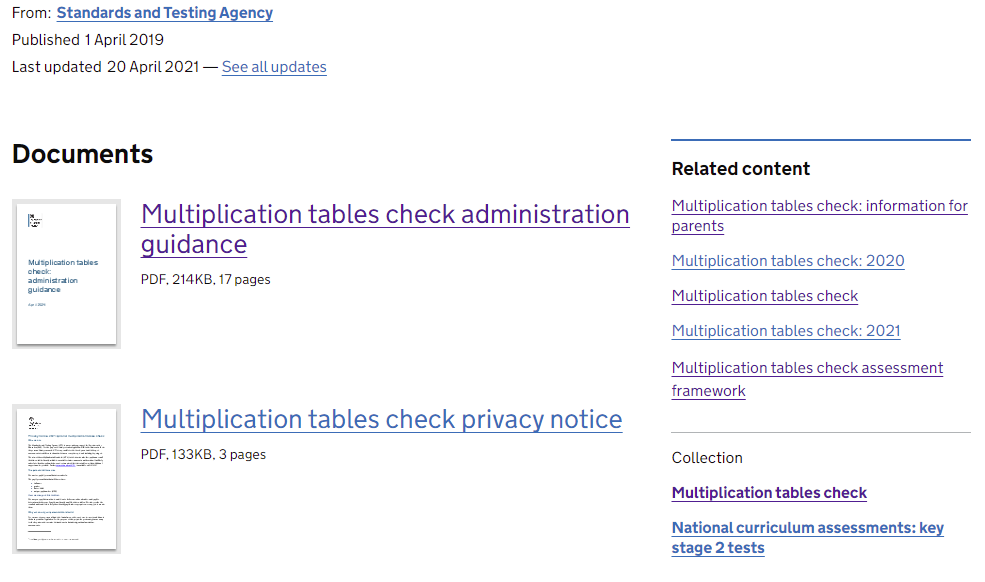 From: Standards and Testing Agency
Published 1 April 2019
Last updated 20 April 2021 — See all updates
Documents
Multiplication tables
check:
administration
guidance
Multiplication tables check administration
guidance
PDF, 214KB, 17 pages
Multiplication tables check privacy notice
PDF, 133KB, 3 pages
Related content
Multiplication tables check: information for
parents
Multiplication tables check: 2020
Multiplication tables check
Multiplication tables check: 2021
Multiplication tables check assessment
framework
Collection
Multiplication tables check
National curriculum assessments: key
stage 2 tests